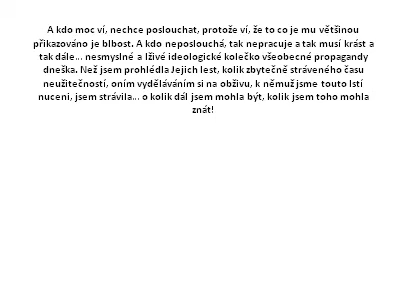 A kdo moc ví, nechce poslouchat, protože ví, že to co je mu většinou
přikazováno je blbost. A kdo neposlouchá, tak nepracuje a tak musí krást a
tak dále... nesmyslné a lživé ideologické kolečko všeobecné propagandy
dneška. Než jsem prohlédla Jejich lest, kolik zbytečně stráveného času
neužitečností, oním vyděláváním si na obživu, k němuž jsme touto lstí
nuceni, jsem strávila... o kolik dál jsem mohla být, kolik jsem toho mohla
znát!